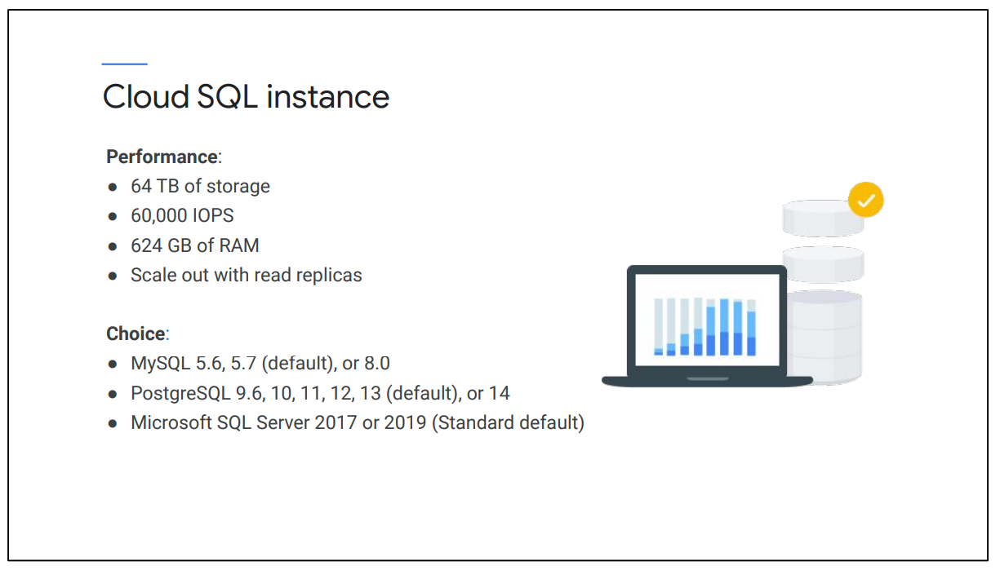 Cloud SQL instance
Performance:
● 64 TB of storage
● 60,000 IOPS
● 624 GB of RAM
● Scale out with read replicas
Choice:
● MySQL 5.6, 5.7 (default), or 8.0
● PostgreSQL 9.6, 10, 11, 12, 13 (default), or 14
● Microsoft SQL Server 2017 or 2019 (Standard default)